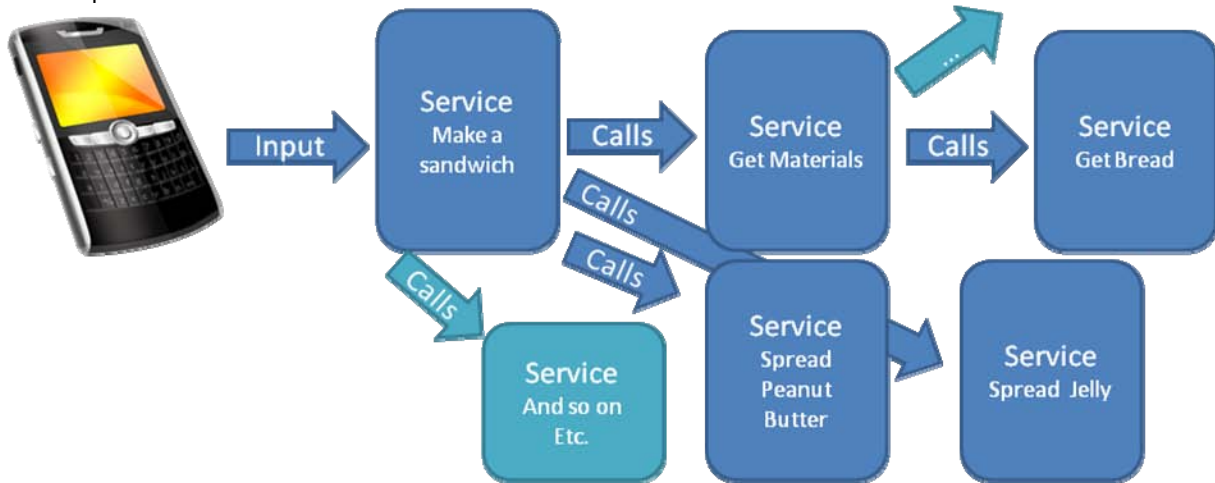 Input
Service
Make a
sandwich
Calls
Service
Get Materials
...
Calls
Service
Get Bread
Calls
Calls
Calls
Service
And so on
Etc.
Service
Spread
Peanut
Butter
Service
Spread Jelly